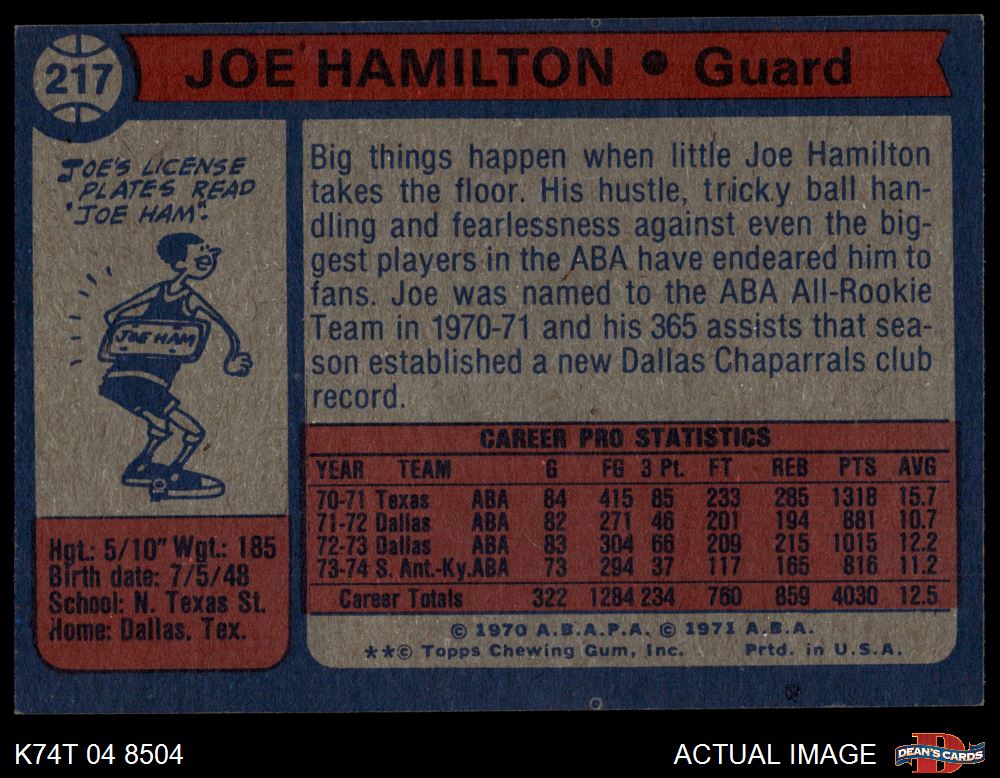 217
JOE HAMILTON • Guard
JOE'S LICENSE
PLATES READ
"JOE HAM".
JOE HAM
Hgt.: 5/10" Wgt.: 185
Birth date: 7/5/48
School: N. Texas St.
Home: Dallas, Tex.
Big things happen when little Joe Hamilton
takes the floor. His hustle, tricky ball han-
dling and fearlessness against even the big-
gest players in the ABA have endeared him to
fans. Joe was named to the ABA All-Rookie
Team in 1970-71 and his 365 assists that sea-
son established a new Dallas Chaparrals club
record.
CAREER PRO STATISTICS
YEAR TEAM G FG 3 Pt. FT REB PTS AVG
70-71 Texas ABA 84 415 85 233 285 1318 15.7
71-72 Dallas ABA 82 271 46 201 194 881 10.7
72-73 Dallas ABA 83 304 66 209 215 1015 12.2
73-74 S. Ant.-Ky. ABA 73 294 37 117 165 816 11.2
Career Totals 322 1284 234 760 859 4030 12.5
© 1970 A.B.A.P.A. © 1971 A.B.A.
**© Topps Chewing Gum, Inc. Prtd. in U.S.A.
K74T 04 8504
ACTUAL IMAGE
DEAN'S CARDS